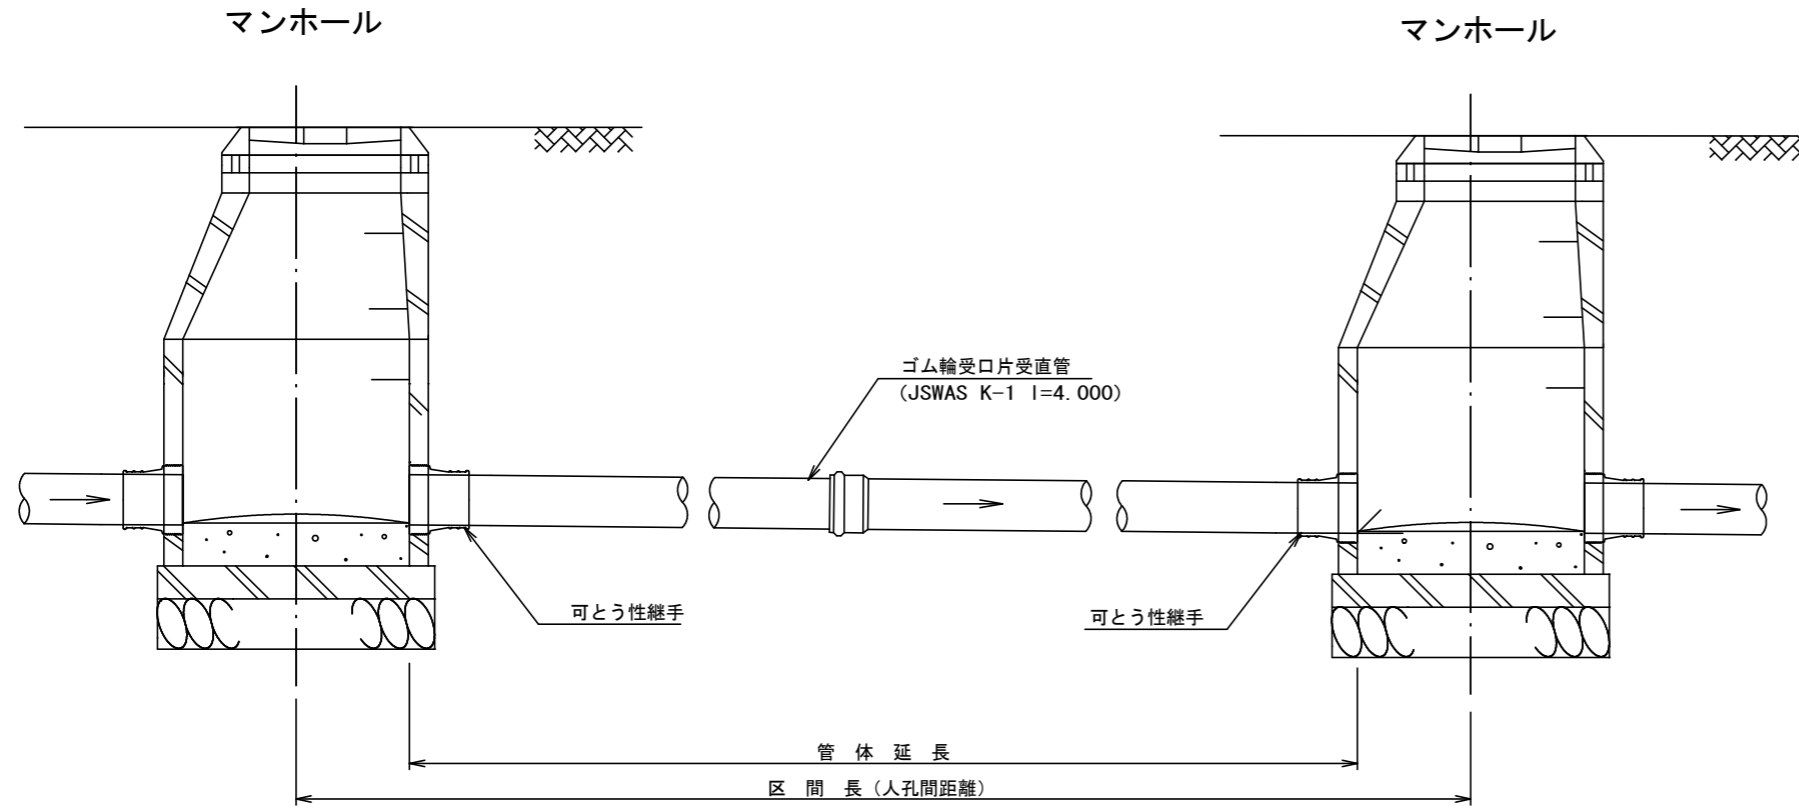 マンホール
マンホール
ゴム輪受口片受直管
(JSWAS K-1 l=4.000)
可とう性継手
可とう性継手
管 体 延 長
区 間 長(人孔間距離)